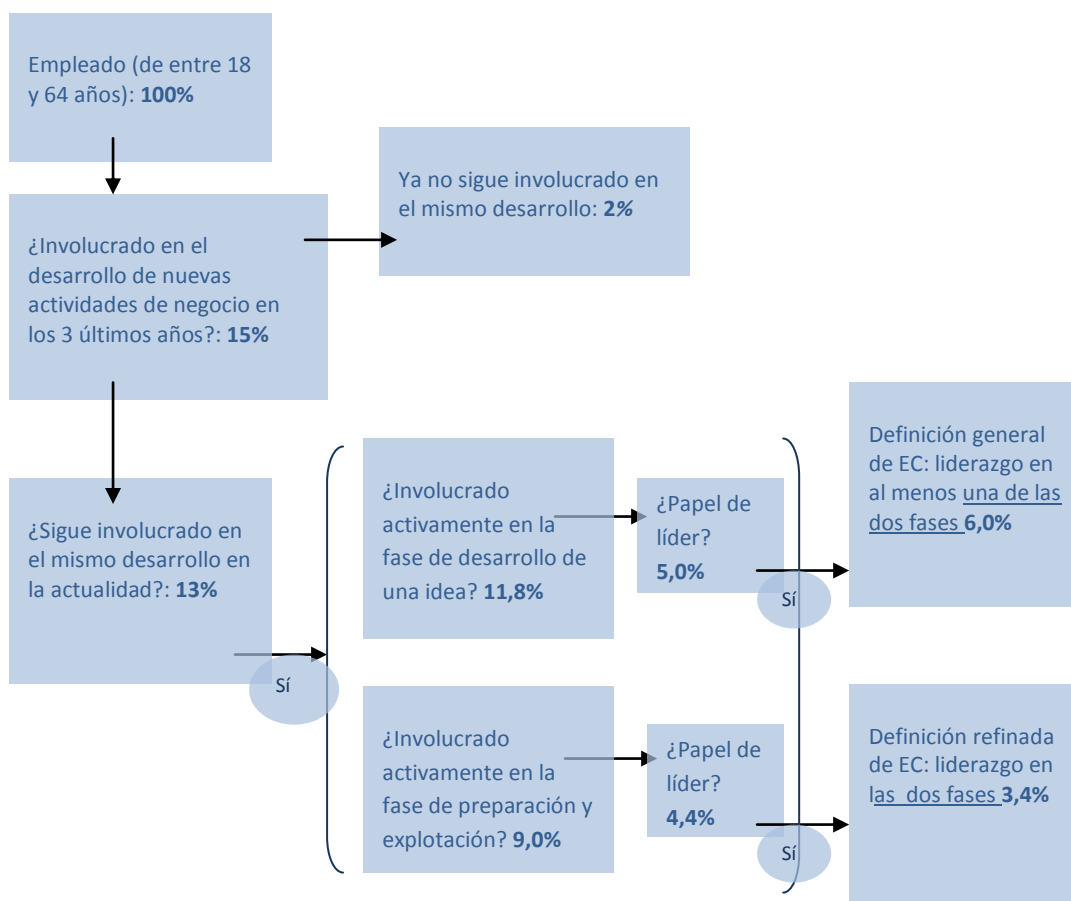 Empleado (de entre 18
y 64 años): 100%
Ya no sigue involucrado en
el mismo desarrollo: 2%
¿Involucrado en el
desarrollo de nuevas
actividades de negocio en
los 3 últimos años?: 15%
¿Sigue involucrado en
el mismo desarrollo en
la actualidad?: 13%
Sí
¿Involucrado
activamente en la
fase de desarrollo de
una idea? 11,8%
¿Papel de
líder?
5,0%
Sí
Definición general
de EC: liderazgo en
al menos una de las
dos fases 6,0%
¿Involucrado
activamente en la
fase de preparación y
explotación? 9,0%
¿Papel de
líder?
4,4%
Sí
Definición refinada
de EC: liderazgo en
las dos fases 3,4%